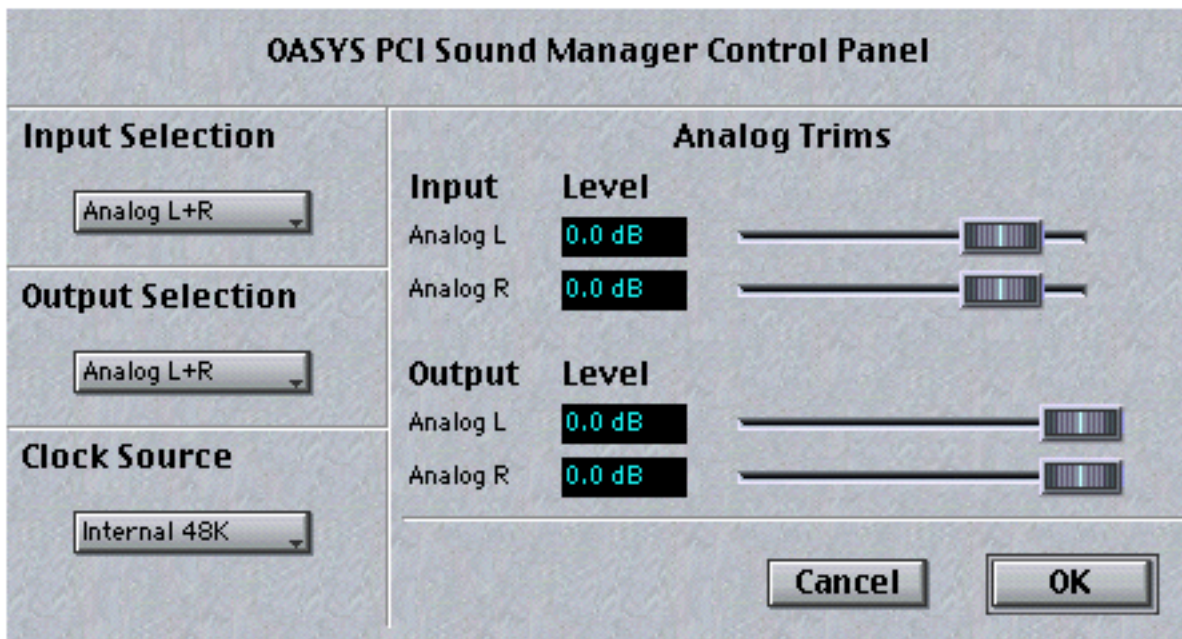 OASYS PCI Sound Manager Control Panel
Input Selection
Analog L+R
Output Selection
Analog L+R
Clock Source
Internal 48K
Analog Trims
Input Level
Analog L 0.0 dB
Analog R 0.0 dB
Output Level
Analog L 0.0 dB
Analog R 0.0 dB
Cancel OK